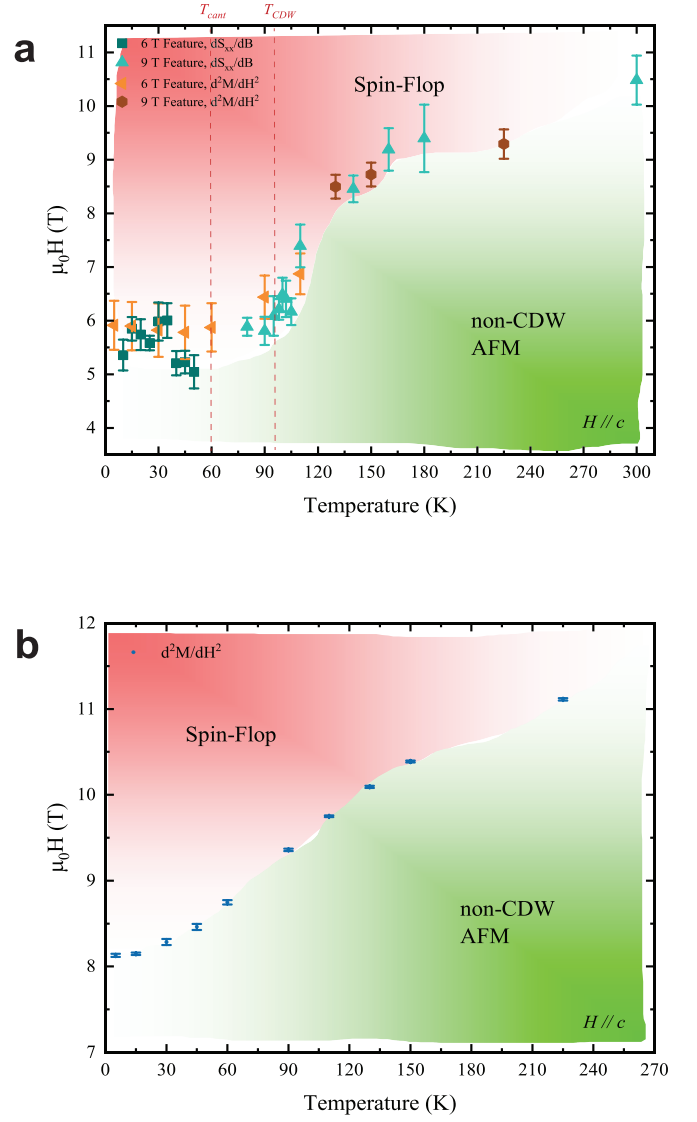 T_cant T_CDW
a
6 T Feature, dSxx/dB
9 T Feature, dSxx/dB
6 T Feature, d²M/dH²
9 T Feature, d²M/dH²
Spin-Flop
non-CDW
AFM
H // c
11
10
9
8
7
6
5
4
μ₀H (T)
0 30 60 90 120 150 180 210 240 270 300
Temperature (K)
b
d²M/dH²
Spin-Flop
non-CDW
AFM
H // c
12
11
10
9
8
7
μ₀H (T)
0 30 60 90 120 150 180 210 240 270
Temperature (K)